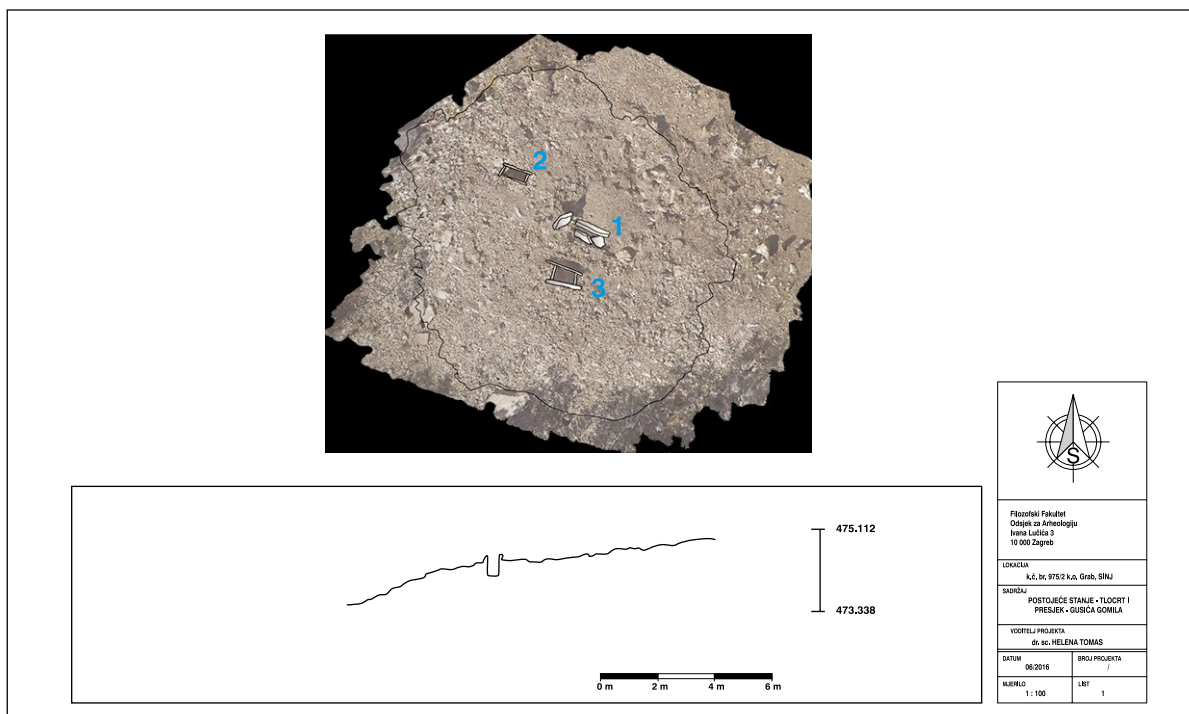 2
1
3
475.112
473.338
0 m 2 m 4 m 6 m
S
Filozofski Fakultet
Odsjek za Arheologiju
Ivana Lučića 3
10 000 Zagreb
LOKACIJA
k.č. br. 975/2 k.o. Grab, SINJ
SADRŽAJ
POSTOJEĆE STANJE - TLOCRT I
PRESJEK - GUSIĆA GOMILA
VODITELJ PROJEKTA
dr. sc. HELENA TOMAS
DATUM
06/2016
BROJ PROJEKTA
/
MJERILO
1 : 100
LIST
1